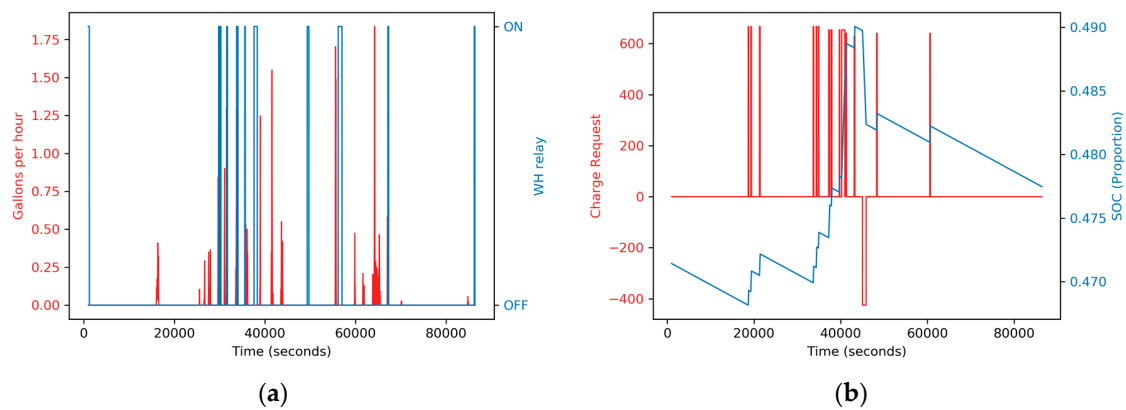 1.75
1.50
1.25
1.00
0.75
0.50
0.25
0.00
Gallons per hour
ON
OFF
WH relay
0 20000 40000 60000 80000
Time (seconds)
(a)
600
400
200
0
−200
−400
Charge Request
0.490
0.485
0.480
0.475
0.470
SOC (Proportion)
0 20000 40000 60000 80000
Time (seconds)
(b)